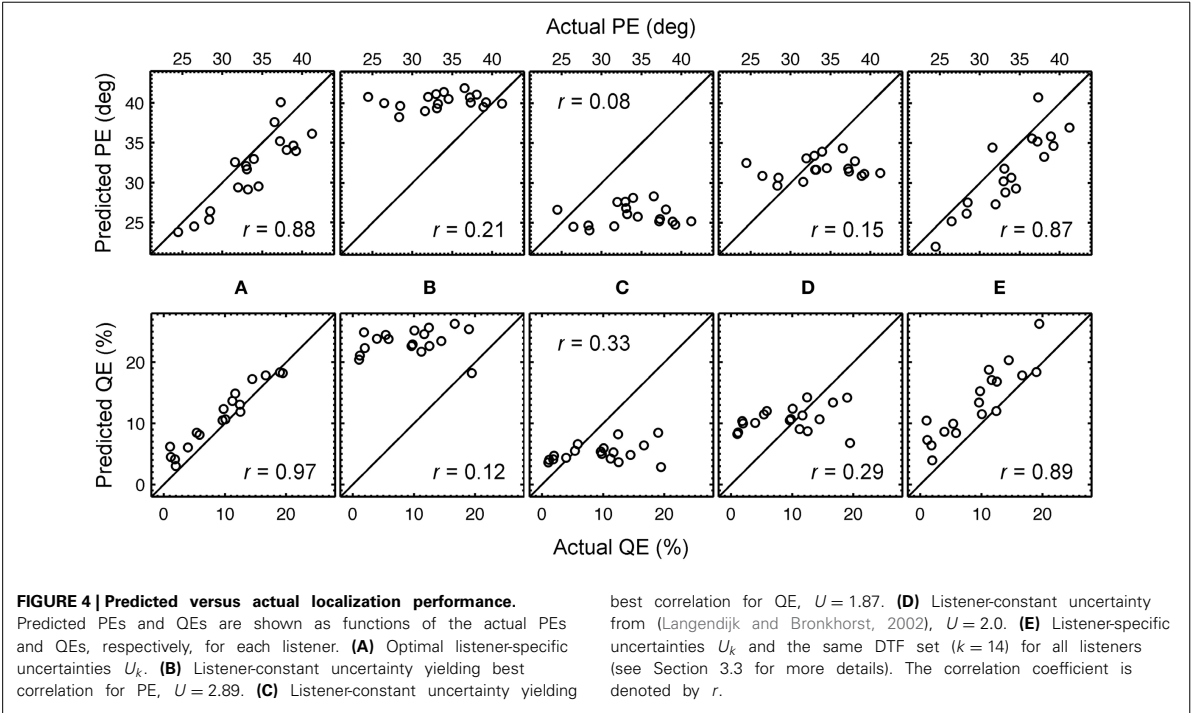 Actual PE (deg)
25 30 35 40 25 30 35 40 25 30 35 40 25 30 35 40 25 30 35 40
Predicted PE (deg)
40
35
30
25
r = 0.88
r = 0.21
r = 0.08
r = 0.15
r = 0.87
A B C D E
Predicted QE (%)
20
10
0
r = 0.97
r = 0.12
r = 0.33
r = 0.29
r = 0.89
0 10 20 0 10 20 0 10 20 0 10 20 0 10 20
Actual QE (%)
FIGURE 4 | Predicted versus actual localization performance.
Predicted PEs and QEs are shown as functions of the actual PEs
and QEs, respectively, for each listener. (A) Optimal listener-specific
uncertainties Uk. (B) Listener-constant uncertainty yielding best
correlation for PE, U = 2.89. (C) Listener-constant uncertainty yielding
best correlation for QE, U = 1.87. (D) Listener-constant uncertainty
from (Langendijk and Bronkhorst, 2002), U = 2.0. (E) Listener-specific
uncertainties Uk and the same DTF set (k = 14) for all listeners
(see Section 3.3 for more details). The correlation coefficient is
denoted by r.